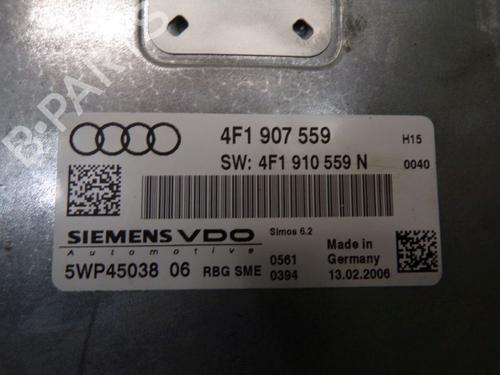 B-PARTS
4F1 907 559
H15
SW: 4F1 910 559 N
0040
SIEMENS VDO
Automotive
Simos 6.2
5WP45038 06
RBG SME
0561
0394
Made in
Germany
13.02.2006